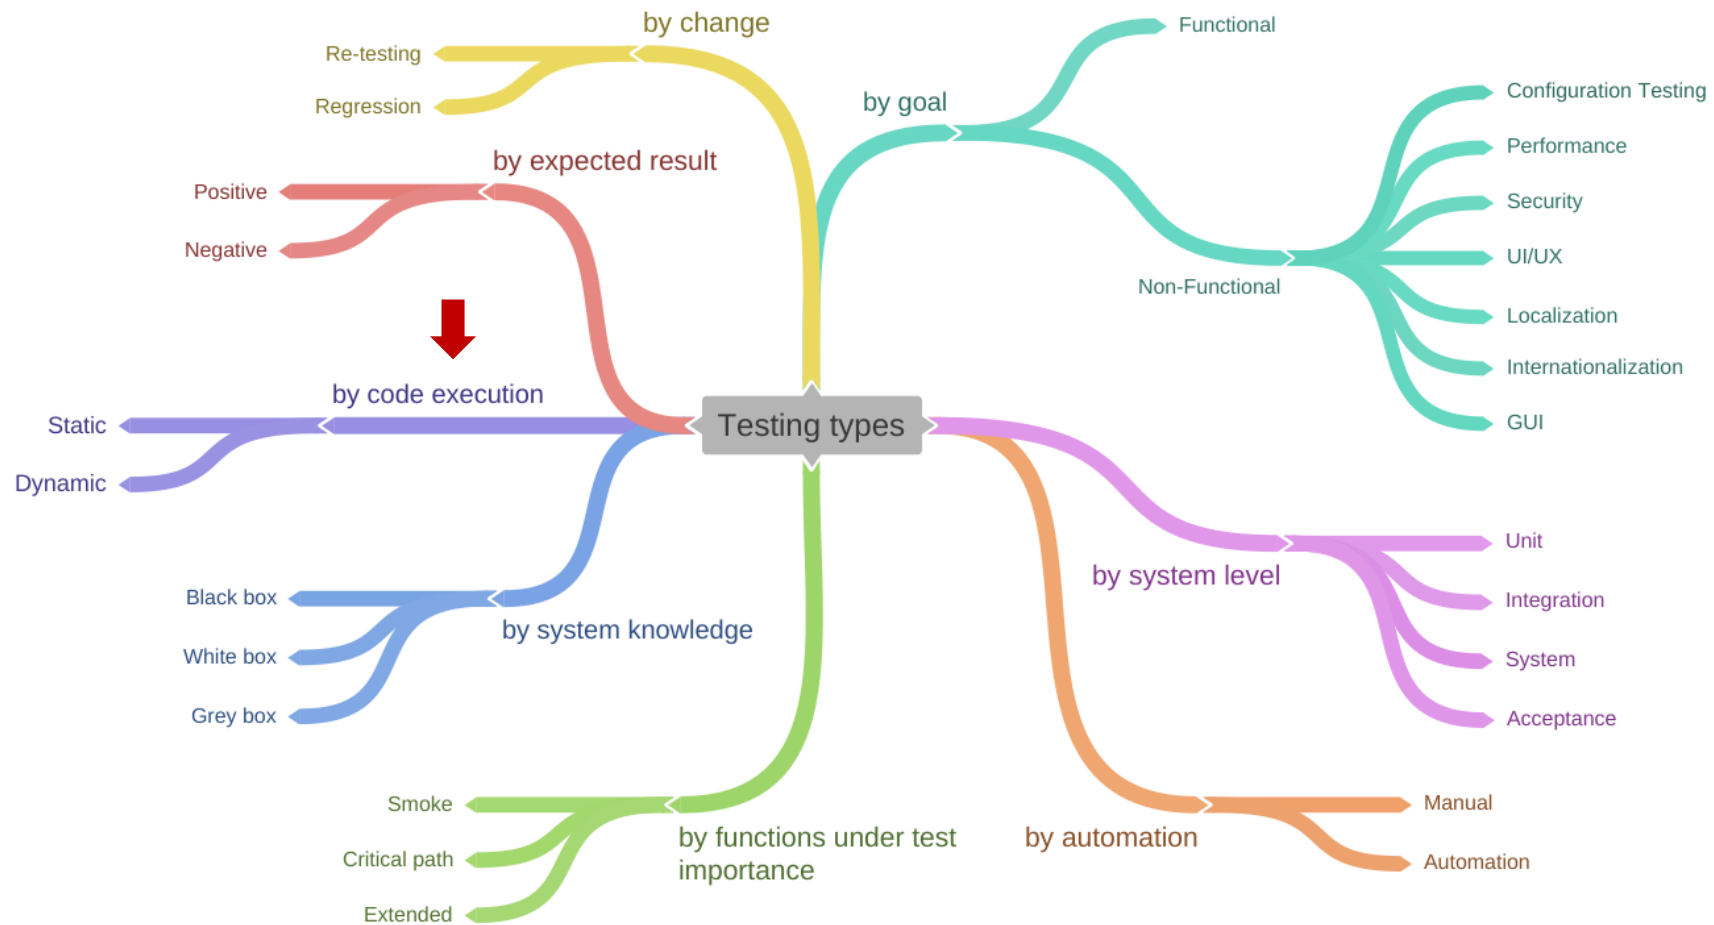 by change
Re-testing
Regression
by expected result
Positive
Negative
by code execution
Static
Dynamic
by system knowledge
Black box
White box
Grey box
by functions under test
importance
Smoke
Critical path
Extended
Testing types
by goal
Functional
Non-Functional
Configuration Testing
Performance
Security
UI/UX
Localization
Internationalization
GUI
by system level
Unit
Integration
System
Acceptance
by automation
Manual
Automation